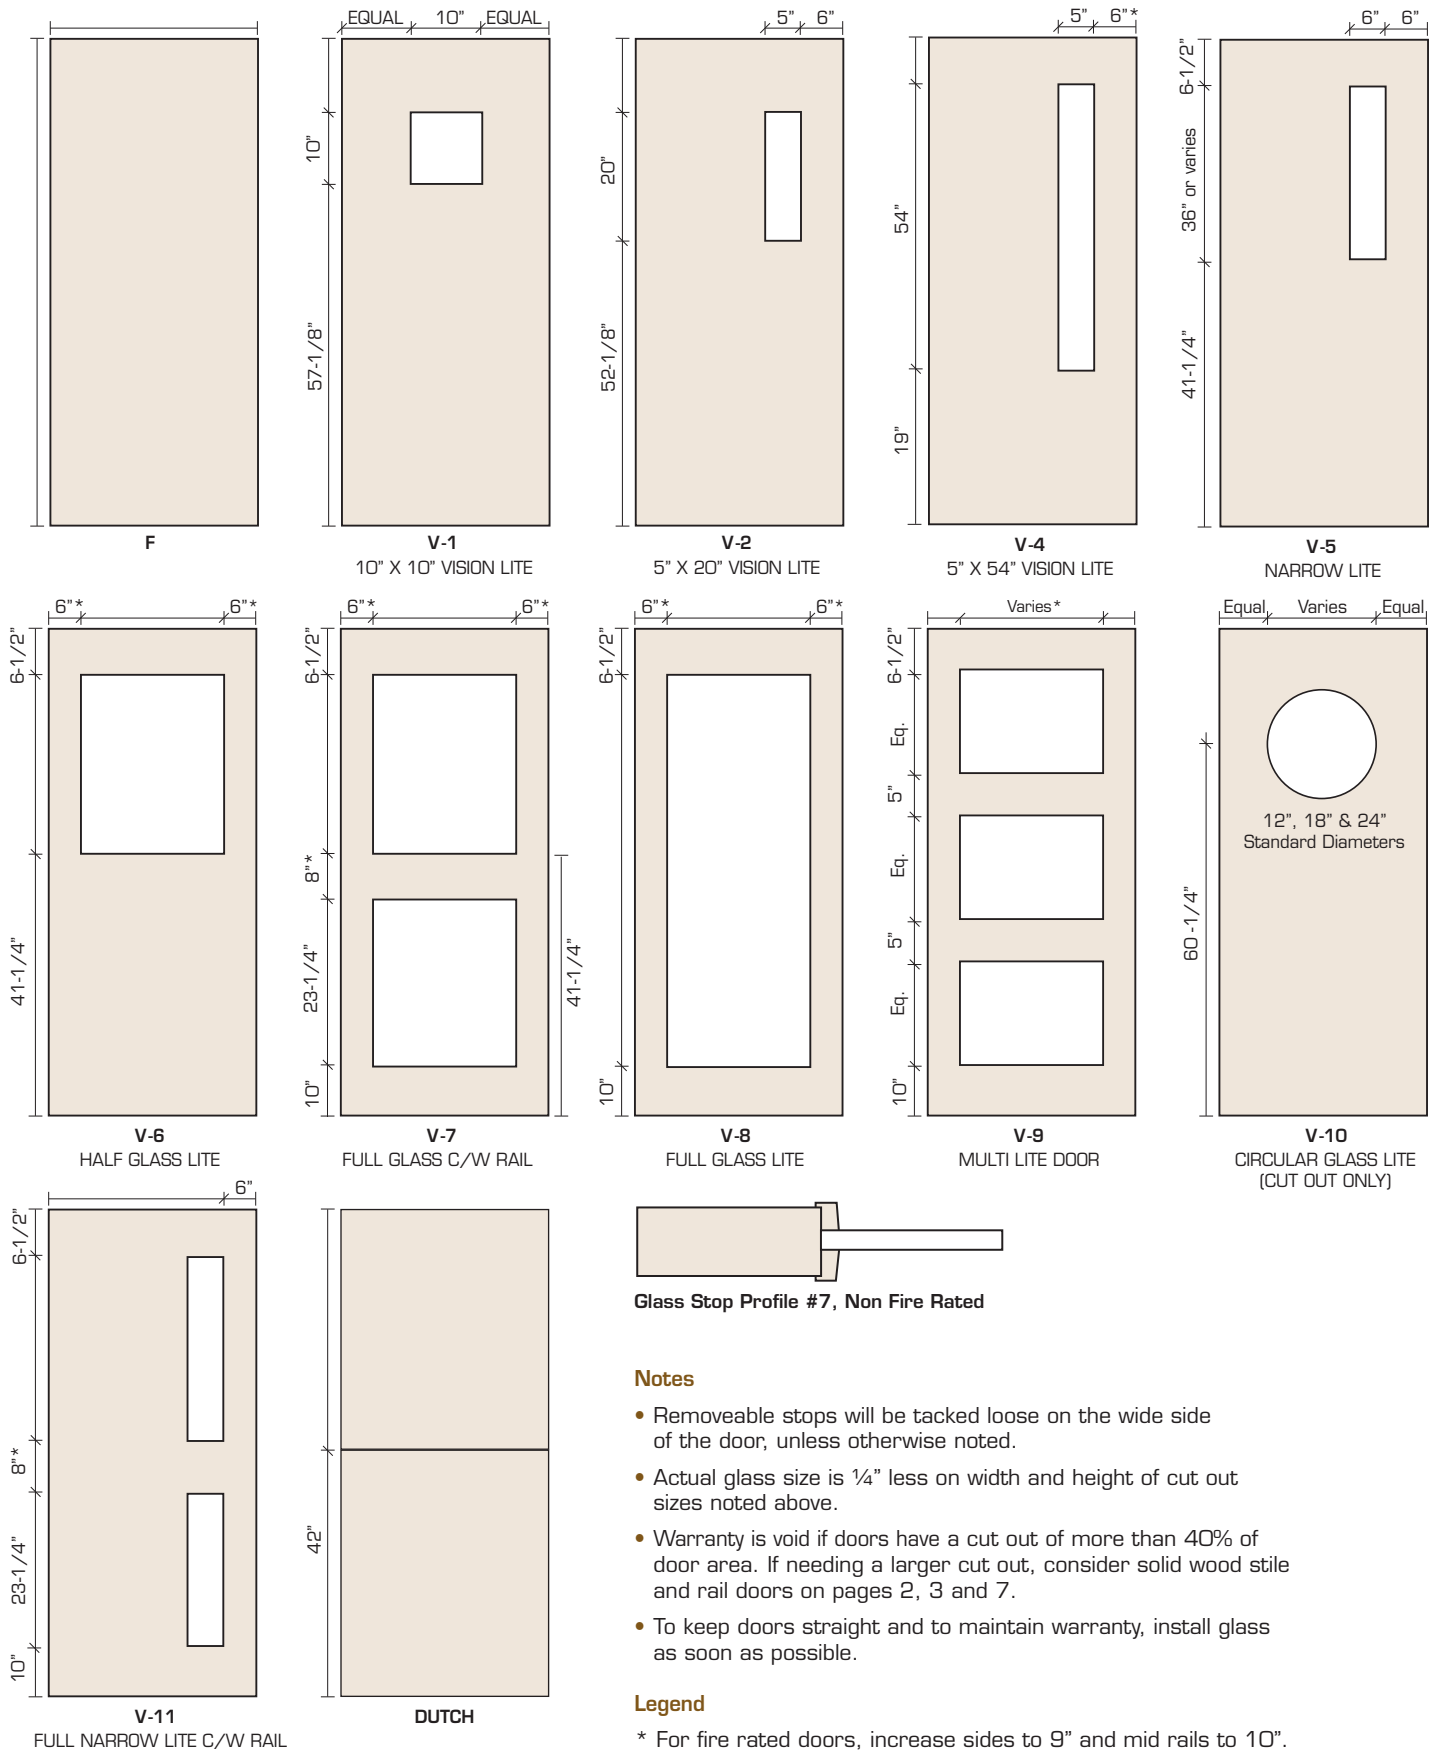 EQUAL 10” EQUAL
10”
57-1/8”
5” 6”
20”
52-1/8”
5” 6”*
54”
19”
6” 6”
6-1/2”
36” or varies
41-1/4”
F
V-1
10” X 10” VISION LITE
V-2
5” X 20” VISION LITE
V-4
5” X 54” VISION LITE
V-5
NARROW LITE
6”* 6”*
6-1/2”
41-1/4”
6”* 6”*
6-1/2”
8”*
23-1/4”
10”
41-1/4”
6”* 6”*
6-1/2”
10”
Varies*
6-1/2”
Eq.
5”
Eq.
5”
Eq.
10”
Equal Varies Equal
12”, 18” & 24”
Standard Diameters
60 -1/4”
V-6
HALF GLASS LITE
V-7
FULL GLASS C/W RAIL
V-8
FULL GLASS LITE
V-9
MULTI LITE DOOR
V-10
CIRCULAR GLASS LITE
(CUT OUT ONLY)
6”
6-1/2”
8”*
23-1/4”
10”
V-11
FULL NARROW LITE C/W RAIL
42”
DUTCH
Glass Stop Profile #7, Non Fire Rated
Notes
• Removeable stops will be tacked loose on the wide side
of the door, unless otherwise noted.
• Actual glass size is ¼” less on width and height of cut out
sizes noted above.
• Warranty is void if doors have a cut out of more than 40% of
door area. If needing a larger cut out, consider solid wood stile
and rail doors on pages 2, 3 and 7.
• To keep doors straight and to maintain warranty, install glass
as soon as possible.
Legend
* For fire rated doors, increase sides to 9” and mid rails to 10”.